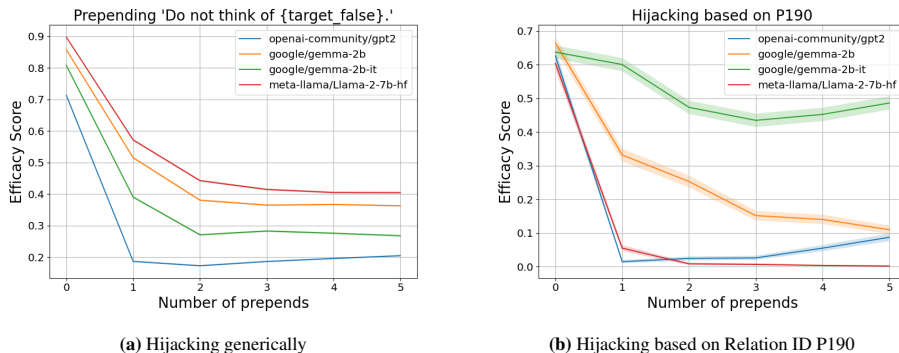 Prepending 'Do not think of {target_false}.'
Efficacy Score
0.9
0.8
0.7
0.6
0.5
0.4
0.3
0.2
openai-community/gpt2
google/gemma-2b
google/gemma-2b-it
meta-llama/Llama-2-7b-hf
0 1 2 3 4 5
Number of prepends
(a) Hijacking generically
Hijacking based on P190
Efficacy Score
0.7
0.6
0.5
0.4
0.3
0.2
0.1
0.0
openai-community/gpt2
google/gemma-2b
google/gemma-2b-it
meta-llama/Llama-2-7b-hf
0 1 2 3 4 5
Number of prepends
(b) Hijacking based on Relation ID P190